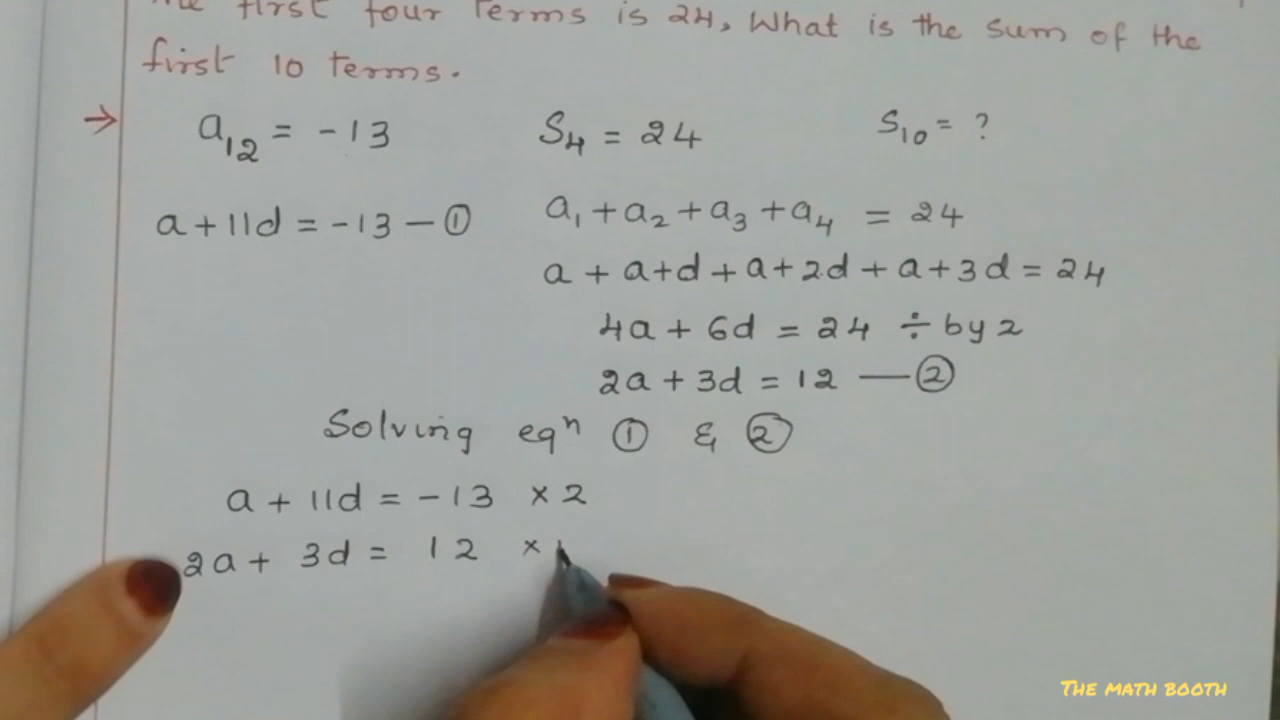 the first four terms is 24, What is the sum of the
first 10 terms.
→ a₁₂ = -13 S₄ = 24 S₁₀ = ?
a + 11d = -13 — ① a₁ + a₂ + a₃ + a₄ = 24
a + a+d + a+2d + a+3d = 24
4a + 6d = 24 ÷ by 2
2a + 3d = 12 — ②
Solving eqⁿ ① & ②
a + 11d = -13 × 2
2a + 3d = 12 ×
THE MATH BOOTH